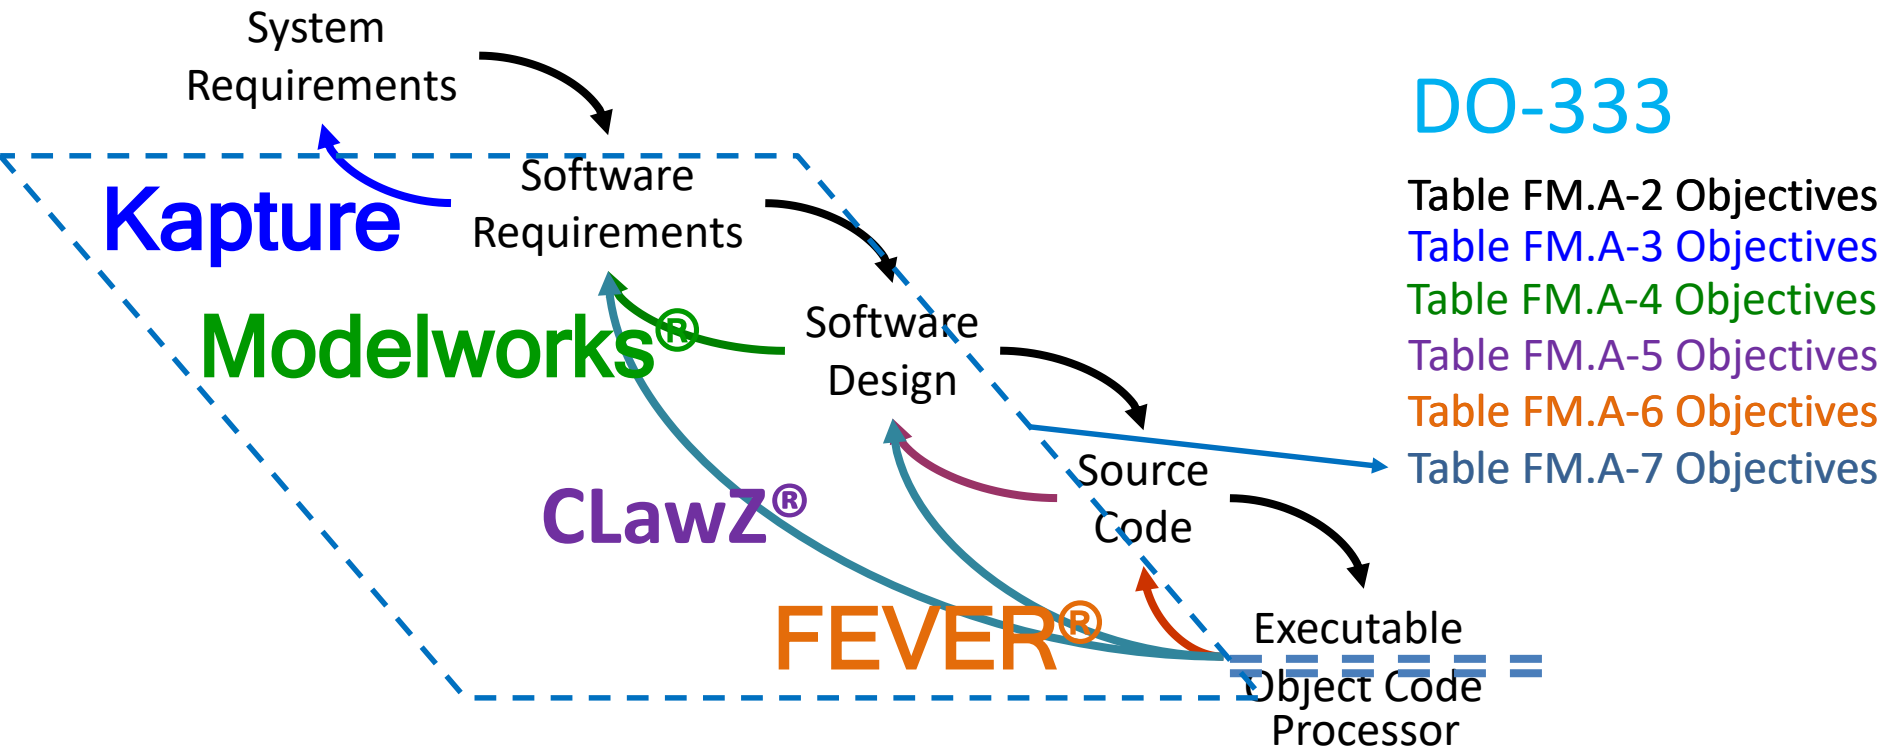 System
Requirements
Software
Requirements
Kapture
Modelworks®
Software
Design
CLawZ®
Source
Code
FEVER®
Executable
Object Code
Processor
DO-333
Table FM.A-2 Objectives
Table FM.A-3 Objectives
Table FM.A-4 Objectives
Table FM.A-5 Objectives
Table FM.A-6 Objectives
Table FM.A-7 Objectives